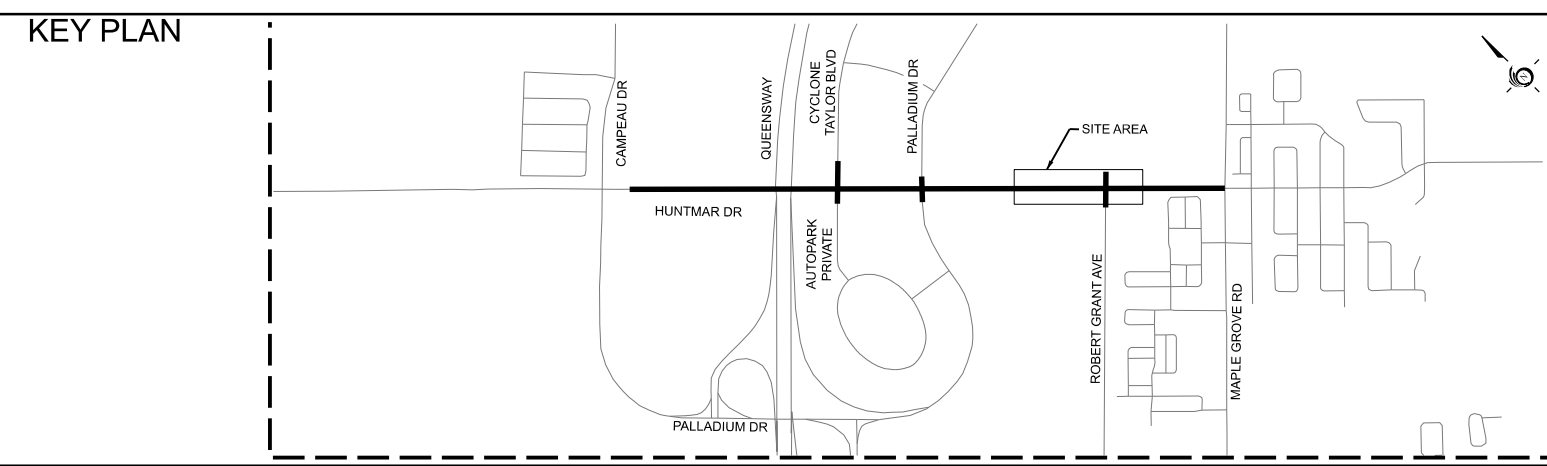 KEY PLAN
CAMPEAU DR
QUEENSWAY
CYCLONE
TAYLOR BLVD
PALLADIUM DR
SITE AREA
HUNTMAR DR
AUTOPARK
PRIVATE
ROBERT GRANT AVE
MAPLE GROVE RD
PALLADIUM DR